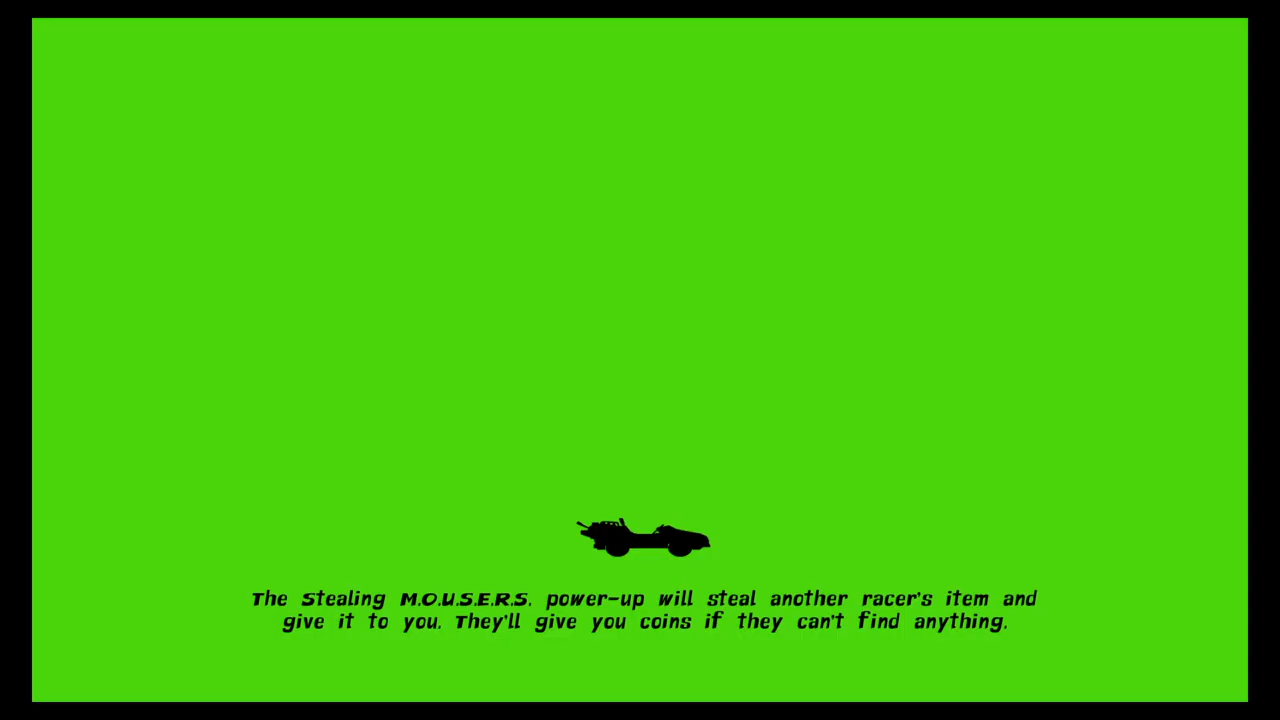 The Stealing M.O.U.S.E.R.S. power-up will steal another racer's item and
give it to you. They'll give you coins if they can't find anything.